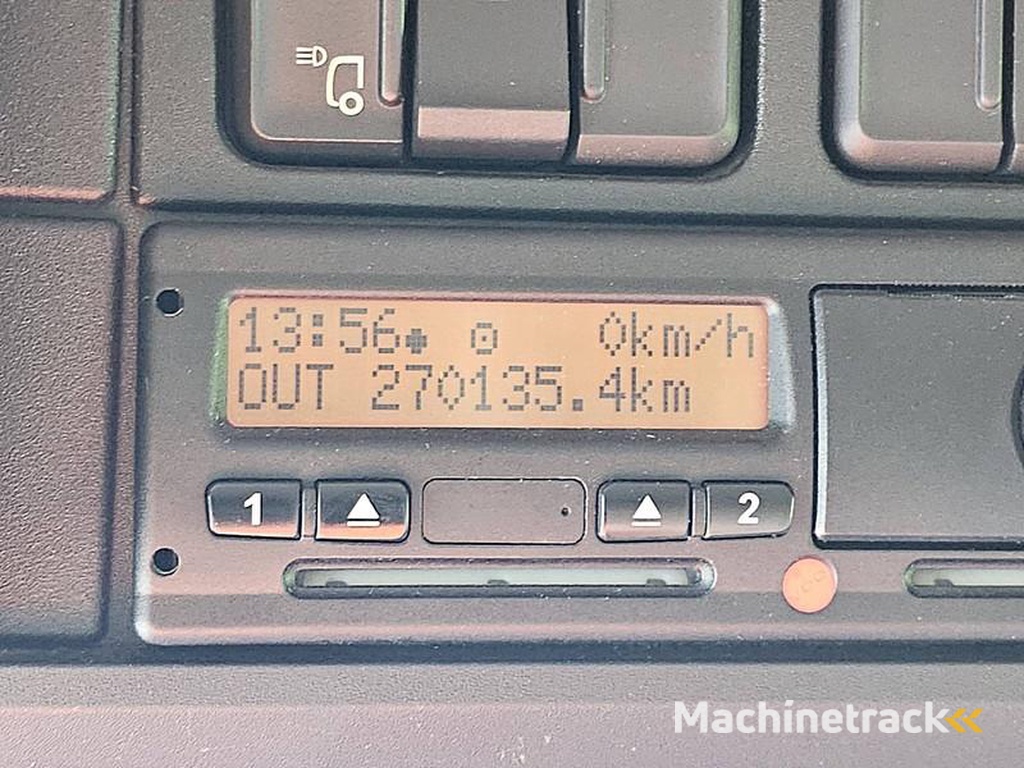 13:56 0km/h
OUT 270135.4km
1 2
Machinetrack